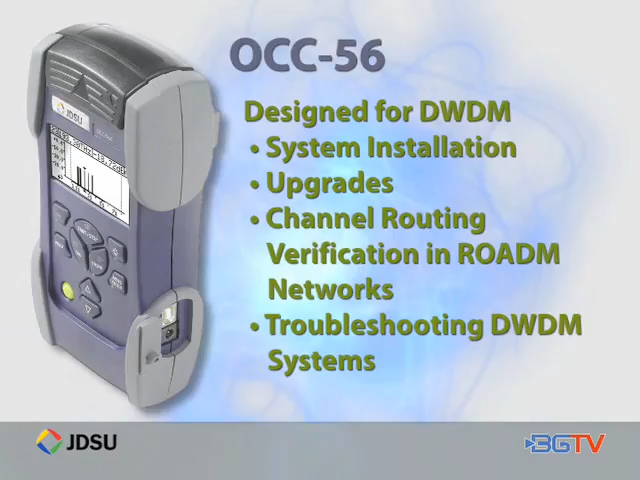 OCC-56
Designed for DWDM
• System Installation
• Upgrades
• Channel Routing
Verification in ROADM
Networks
• Troubleshooting DWDM
Systems
JDSU
JDSU
BGTV